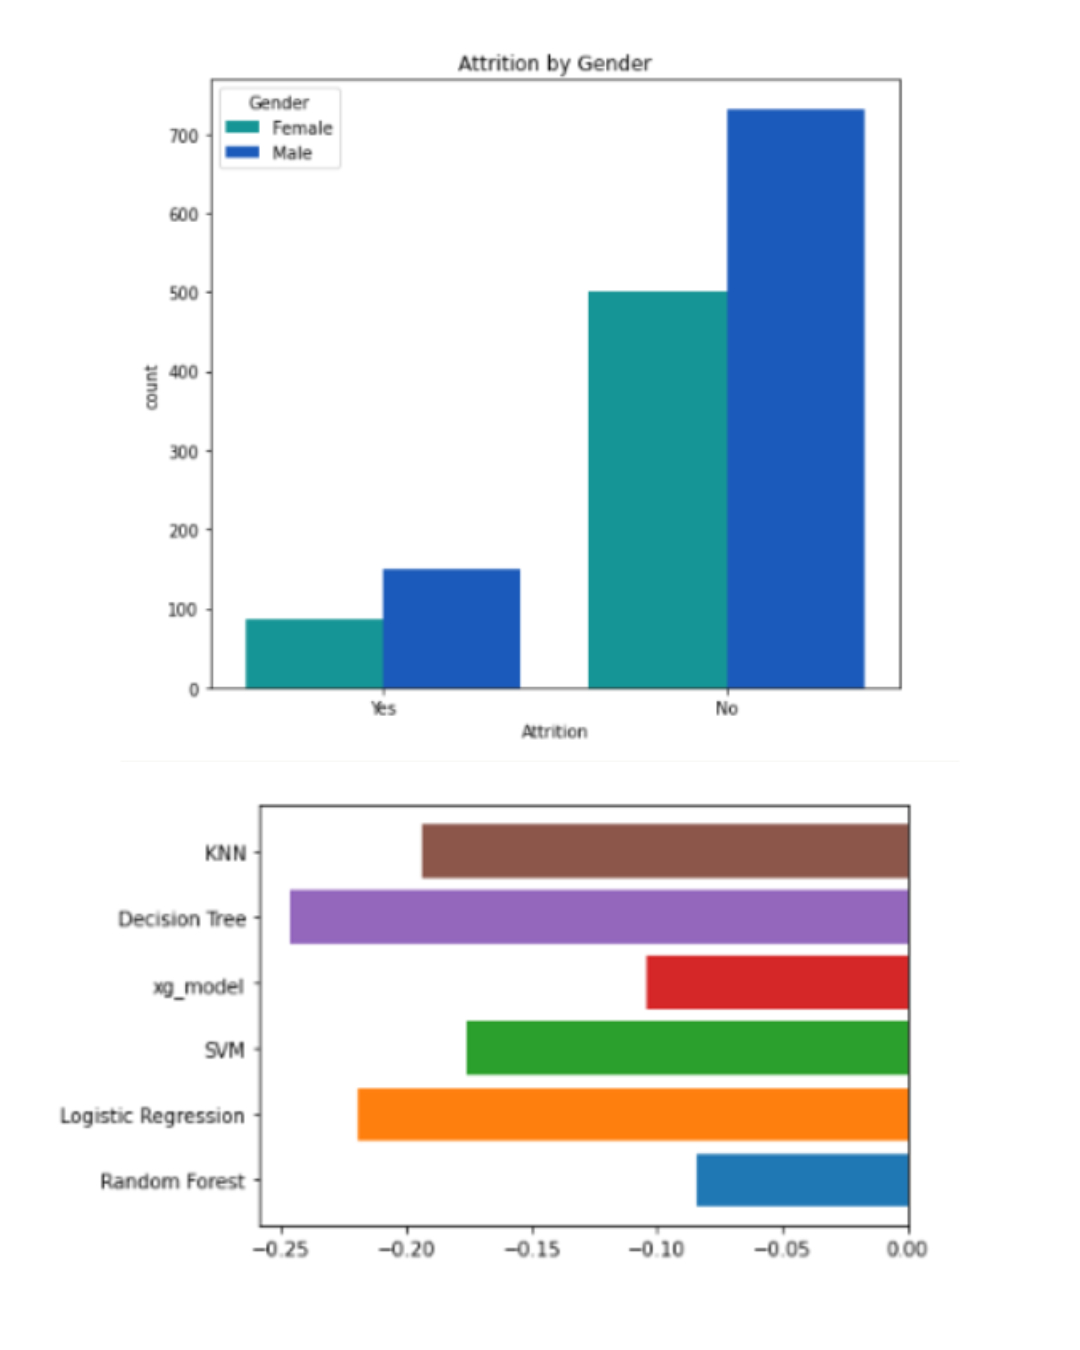 Attrition by Gender
Gender
Female
Male
700
600
500
400
300
200
100
0
count
Yes No
Attrition
KNN
Decision Tree
xg_model
SVM
Logistic Regression
Random Forest
−0.25 −0.20 −0.15 −0.10 −0.05 0.00